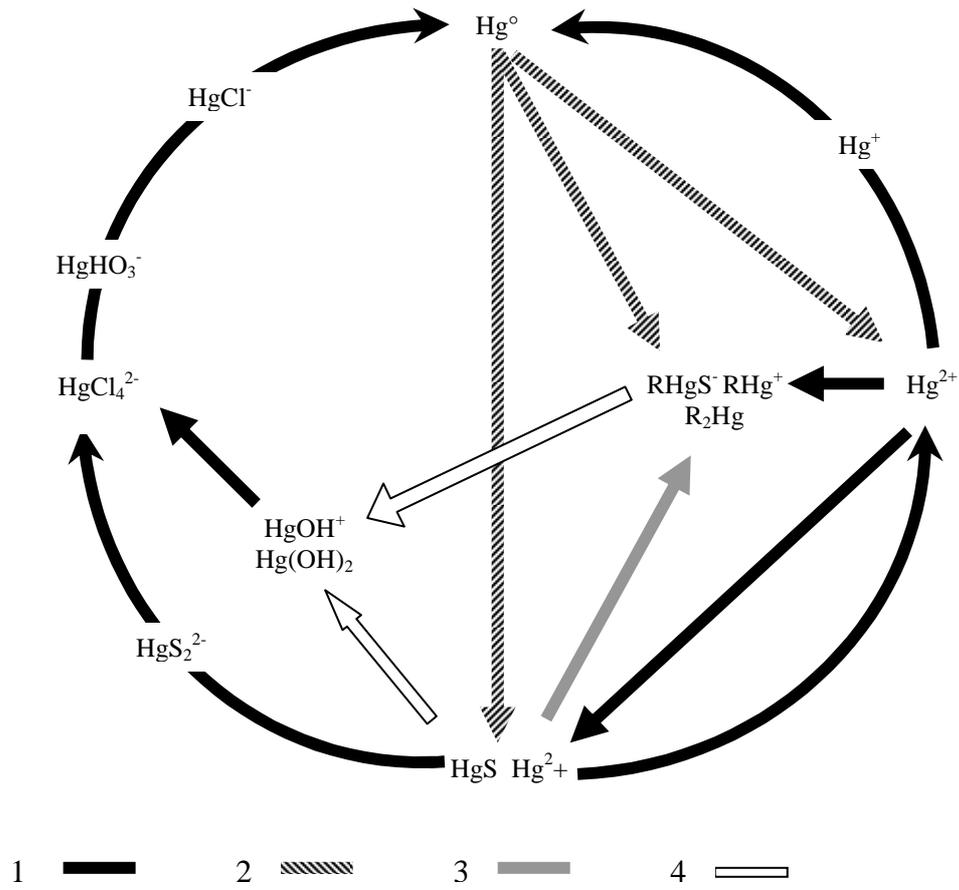 Hg°
HgCl⁻
Hg⁺
HgHO₃⁻
HgCl₄²⁻
RHgS⁻ RHg⁺
R₂Hg
Hg²⁺
HgOH⁺
Hg(OH)₂
HgS₂²⁻
HgS Hg²+
1 2 3 4